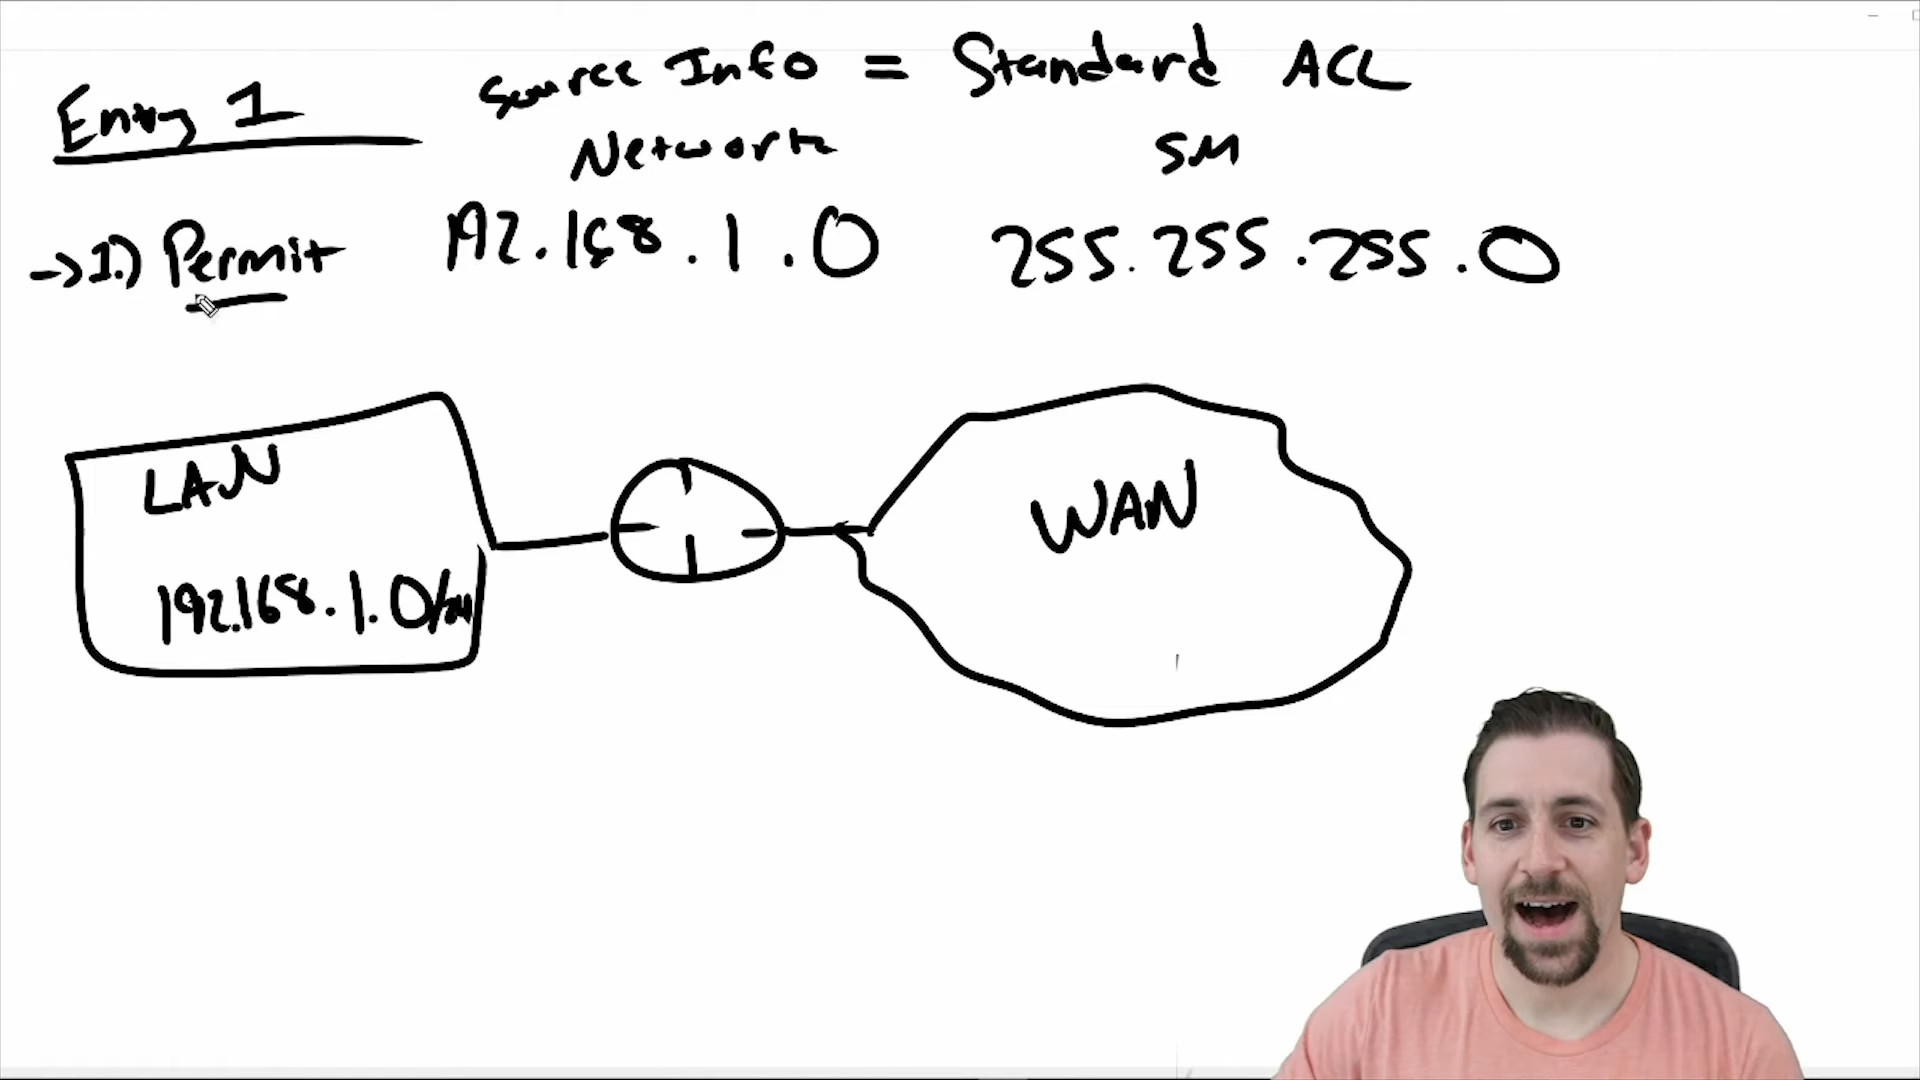 Source Info = Standard ACL
Entry 1
Network SM
→1.) Permit 192.168.1.0 255.255.255.0
LAN
WAN
192.168.1.0/24